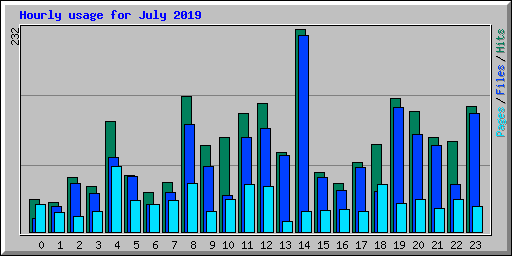 Hourly usage for July 2019
232
Pages/Files/Hits
0 1 2 3 4 5 6 7 8 9 10 11 12 13 14 15 16 17 18 19 20 21 22 23